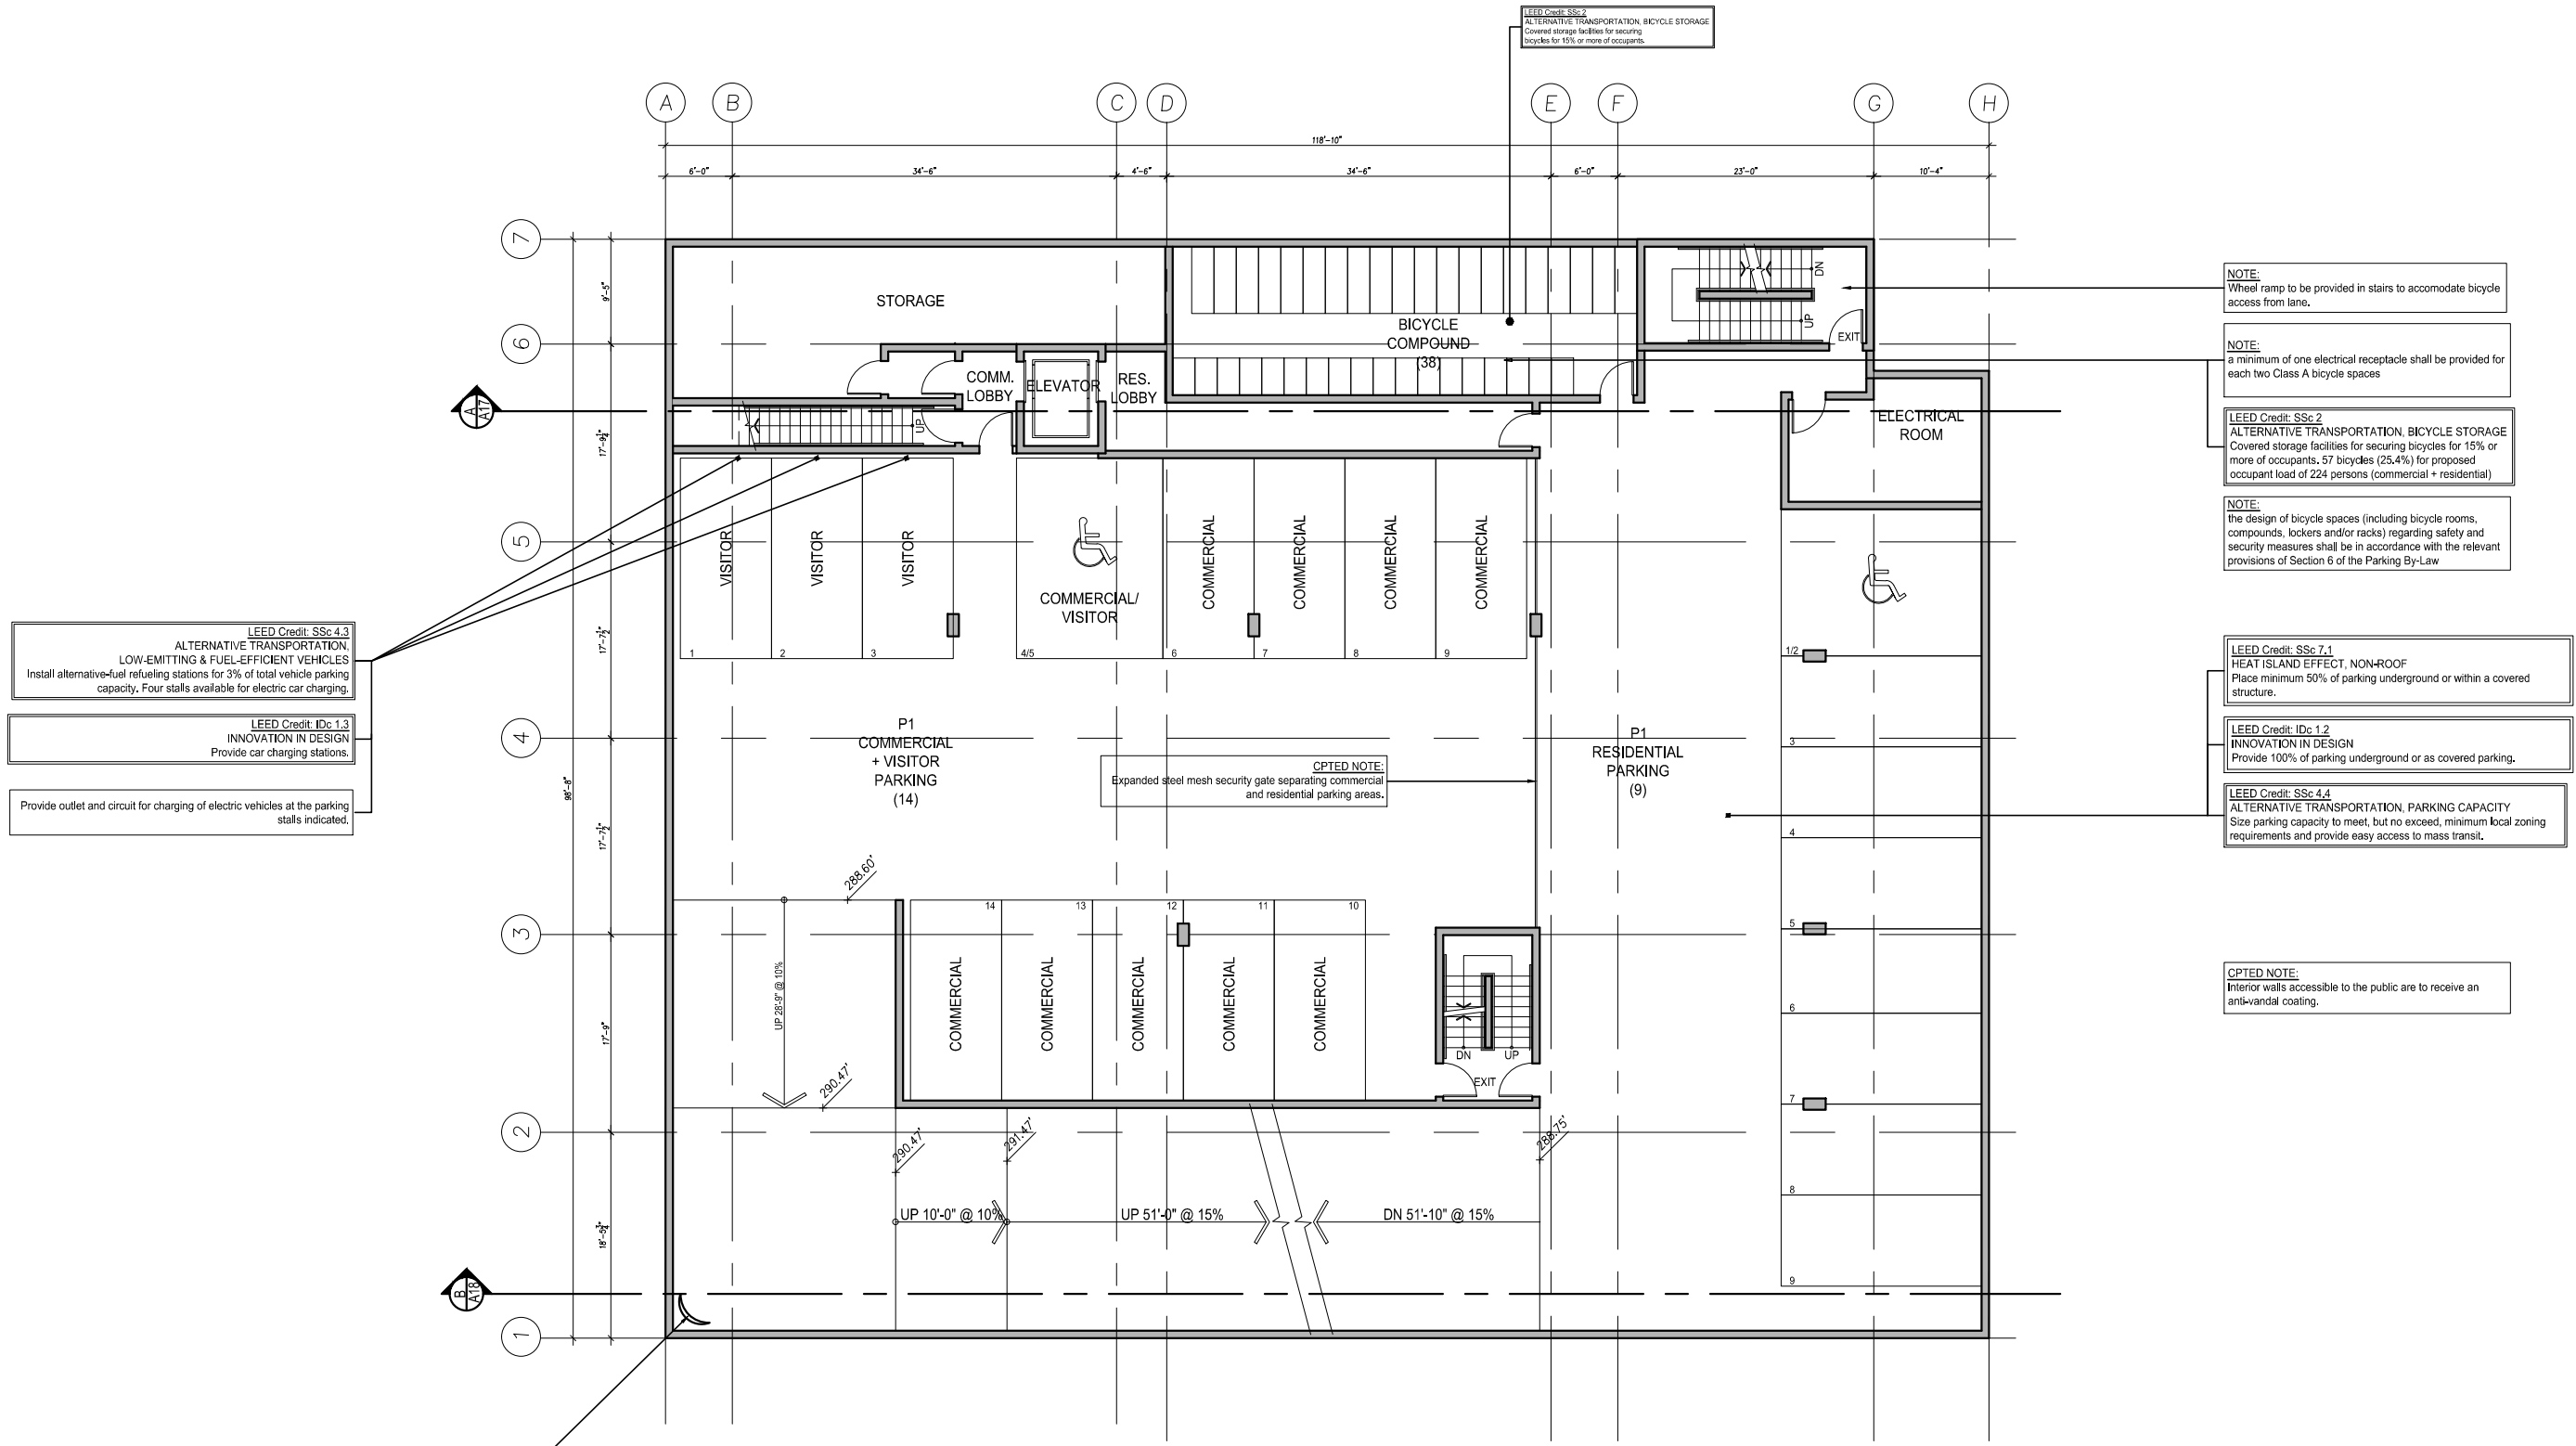 LEED Credit: SSc 2
ALTERNATIVE TRANSPORTATION, BICYCLE STORAGE
Covered storage facilities for securing
bicycles for 15% or more of occupants.
A
B
C
D
E
F
G
H
118'-10"
6'-0"
34'-6"
4'-6"
34'-6"
6'-0"
23'-0"
10'-4"
7
6
5
4
3
2
1
9'-5"
17'-9½"
17'-7½"
17'-7½"
17'-9"
18'-5¾"
98'-8"
A
A17
B
A18
STORAGE
BICYCLE
COMPOUND
(38)
DN
UP
EXIT
COMM.
LOBBY
ELEVATOR
RES.
LOBBY
UP
ELECTRICAL
ROOM
VISITOR
VISITOR
VISITOR
COMMERCIAL/
VISITOR
COMMERCIAL
COMMERCIAL
COMMERCIAL
COMMERCIAL
1
2
3
4/5
6
7
8
9
P1
COMMERCIAL
+ VISITOR
PARKING
(14)
CPTED NOTE:
Expanded steel mesh security gate separating commercial
and residential parking areas.
P1
RESIDENTIAL
PARKING
(9)
1/2
3
4
5
6
7
8
9
288.60'
UP 28'-9" @ 10%
290.47'
14
13
12
11
10
COMMERCIAL
COMMERCIAL
COMMERCIAL
COMMERCIAL
COMMERCIAL
DN
UP
EXIT
290.47'
291.47'
288.75'
UP 10'-0" @ 10%
UP 51'-0" @ 15%
DN 51'-10" @ 15%
LEED Credit: SSc 4.3
ALTERNATIVE TRANSPORTATION,
LOW-EMITTING & FUEL-EFFICIENT VEHICLES
Install alternative-fuel refueling stations for 3% of total vehicle parking
capacity. Four stalls available for electric car charging.
LEED Credit: IDc 1.3
INNOVATION IN DESIGN
Provide car charging stations.
Provide outlet and circuit for charging of electric vehicles at the parking
stalls indicated.
NOTE:
Wheel ramp to be provided in stairs to accomodate bicycle
access from lane.
NOTE:
a minimum of one electrical receptacle shall be provided for
each two Class A bicycle spaces
LEED Credit: SSc 2
ALTERNATIVE TRANSPORTATION, BICYCLE STORAGE
Covered storage facilities for securing bicycles for 15% or
more of occupants. 57 bicycles (25.4%) for proposed
occupant load of 224 persons (commercial + residential)
NOTE:
the design of bicycle spaces (including bicycle rooms,
compounds, lockers and/or racks) regarding safety and
security measures shall be in accordance with the relevant
provisions of Section 6 of the Parking By-Law
LEED Credit: SSc 7.1
HEAT ISLAND EFFECT, NON-ROOF
Place minimum 50% of parking underground or within a covered
structure.
LEED Credit: IDc 1.2
INNOVATION IN DESIGN
Provide 100% of parking underground or as covered parking.
LEED Credit: SSc 4.4
ALTERNATIVE TRANSPORTATION, PARKING CAPACITY
Size parking capacity to meet, but no exceed, minimum local zoning
requirements and provide easy access to mass transit.
CPTED NOTE:
Interior walls accessible to the public are to receive an
anti-vandal coating.